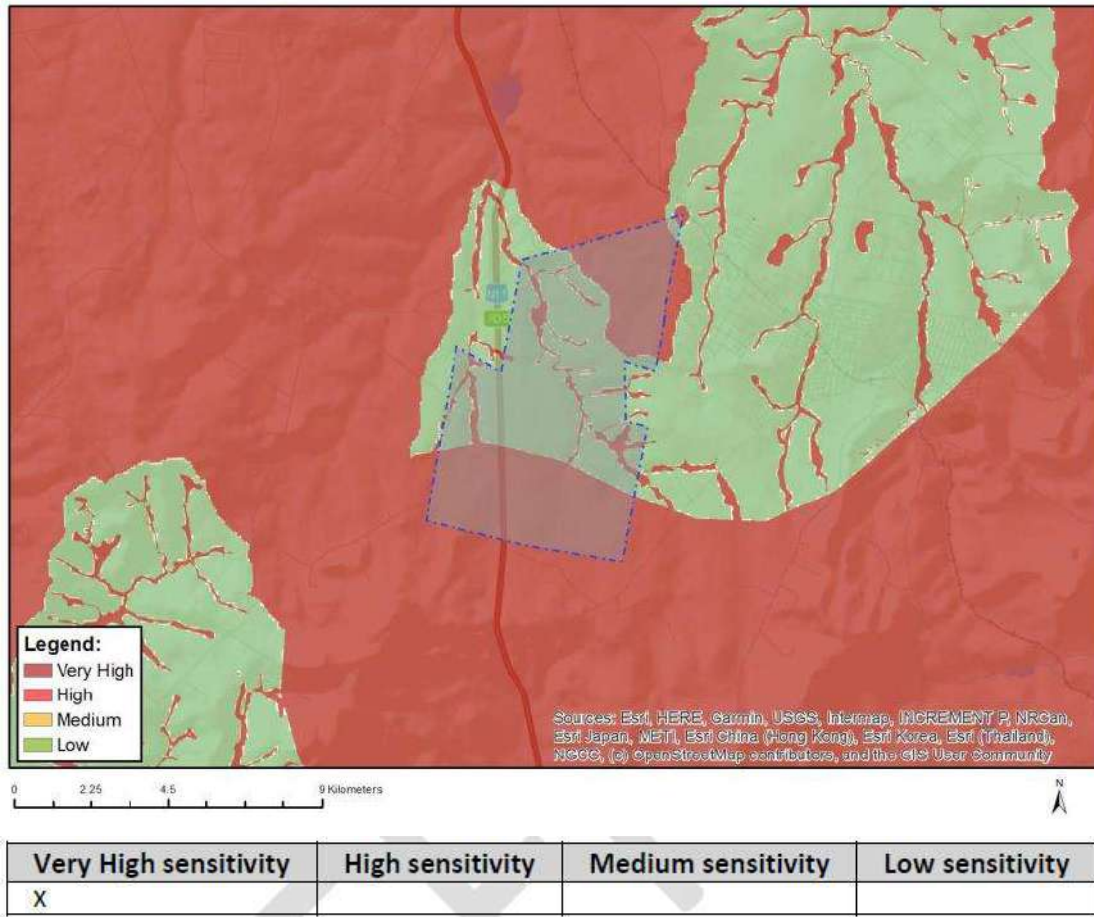 Legend:
Very High
High
Medium
Low
Sources: Esri, HERE, Garmin, USGS, Intermap, INCREMENT P, NRCan,
Esri Japan, METI, Esri China (Hong Kong), Esri Korea, Esri (Thailand),
NGCC, (c) OpenStreetMap contributors, and the GIS User Community
0 2.25 4.5 9 Kilometers
N
Very High sensitivity High sensitivity Medium sensitivity Low sensitivity
X